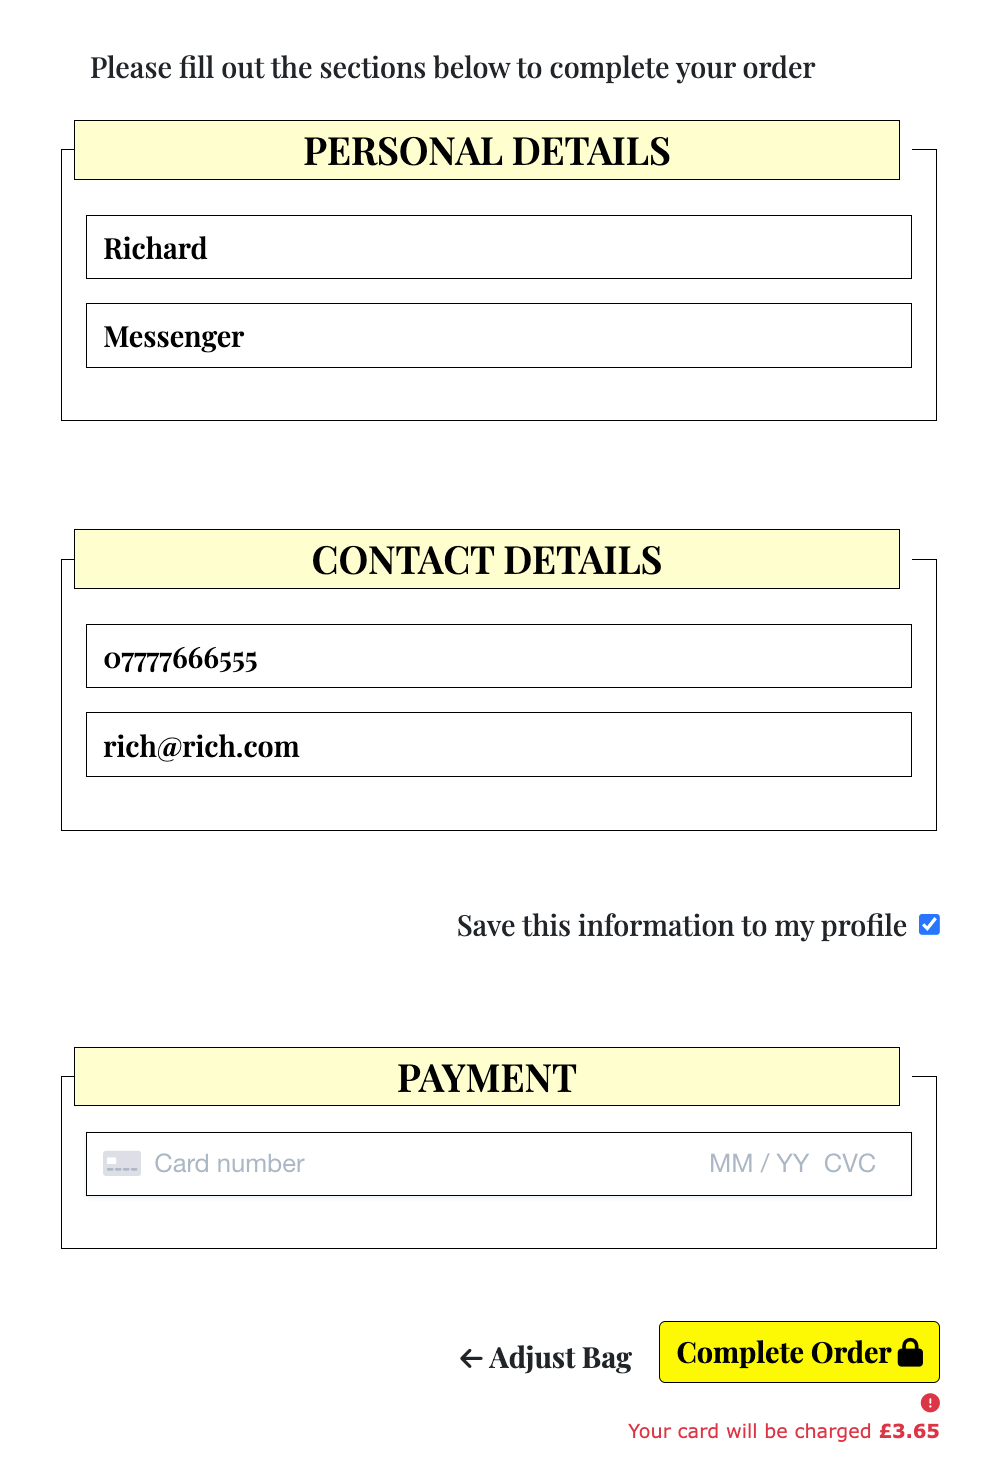 Please fill out the sections below to complete your order
PERSONAL DETAILS
Richard
Messenger
CONTACT DETAILS
07777666555
rich@rich.com
Save this information to my profile
PAYMENT
Card number MM / YY CVC
Adjust Bag Complete Order
Your card will be charged £3.65